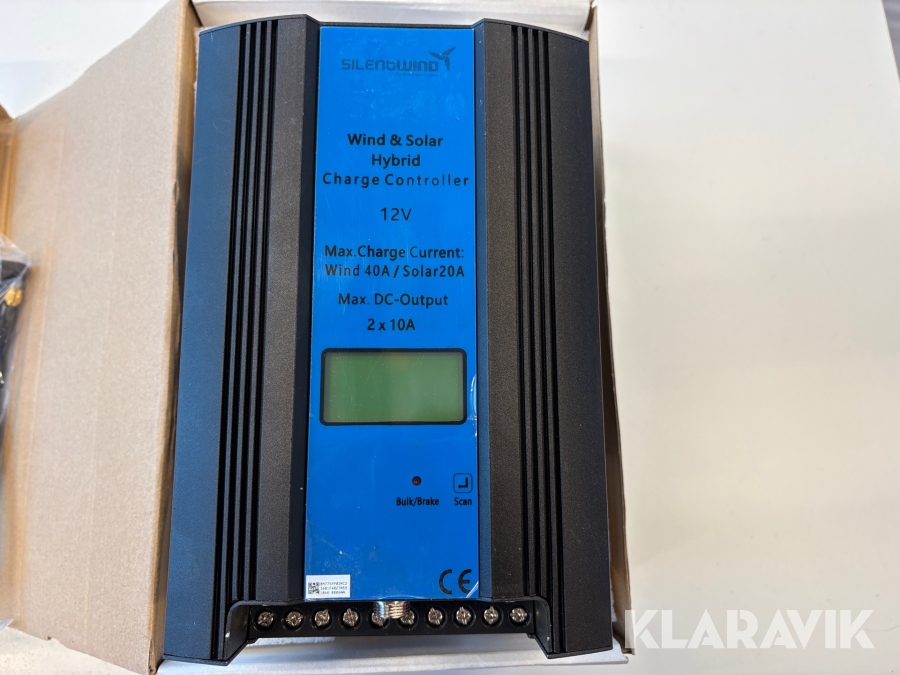 SILENTWIND
Wind & Solar
Hybrid
Charge Controller
12V
Max.Charge Current:
Wind 40A / Solar20A
Max. DC-Output
2 x 10A
Bulk/Brake
Scan
CE
KLARAVIK